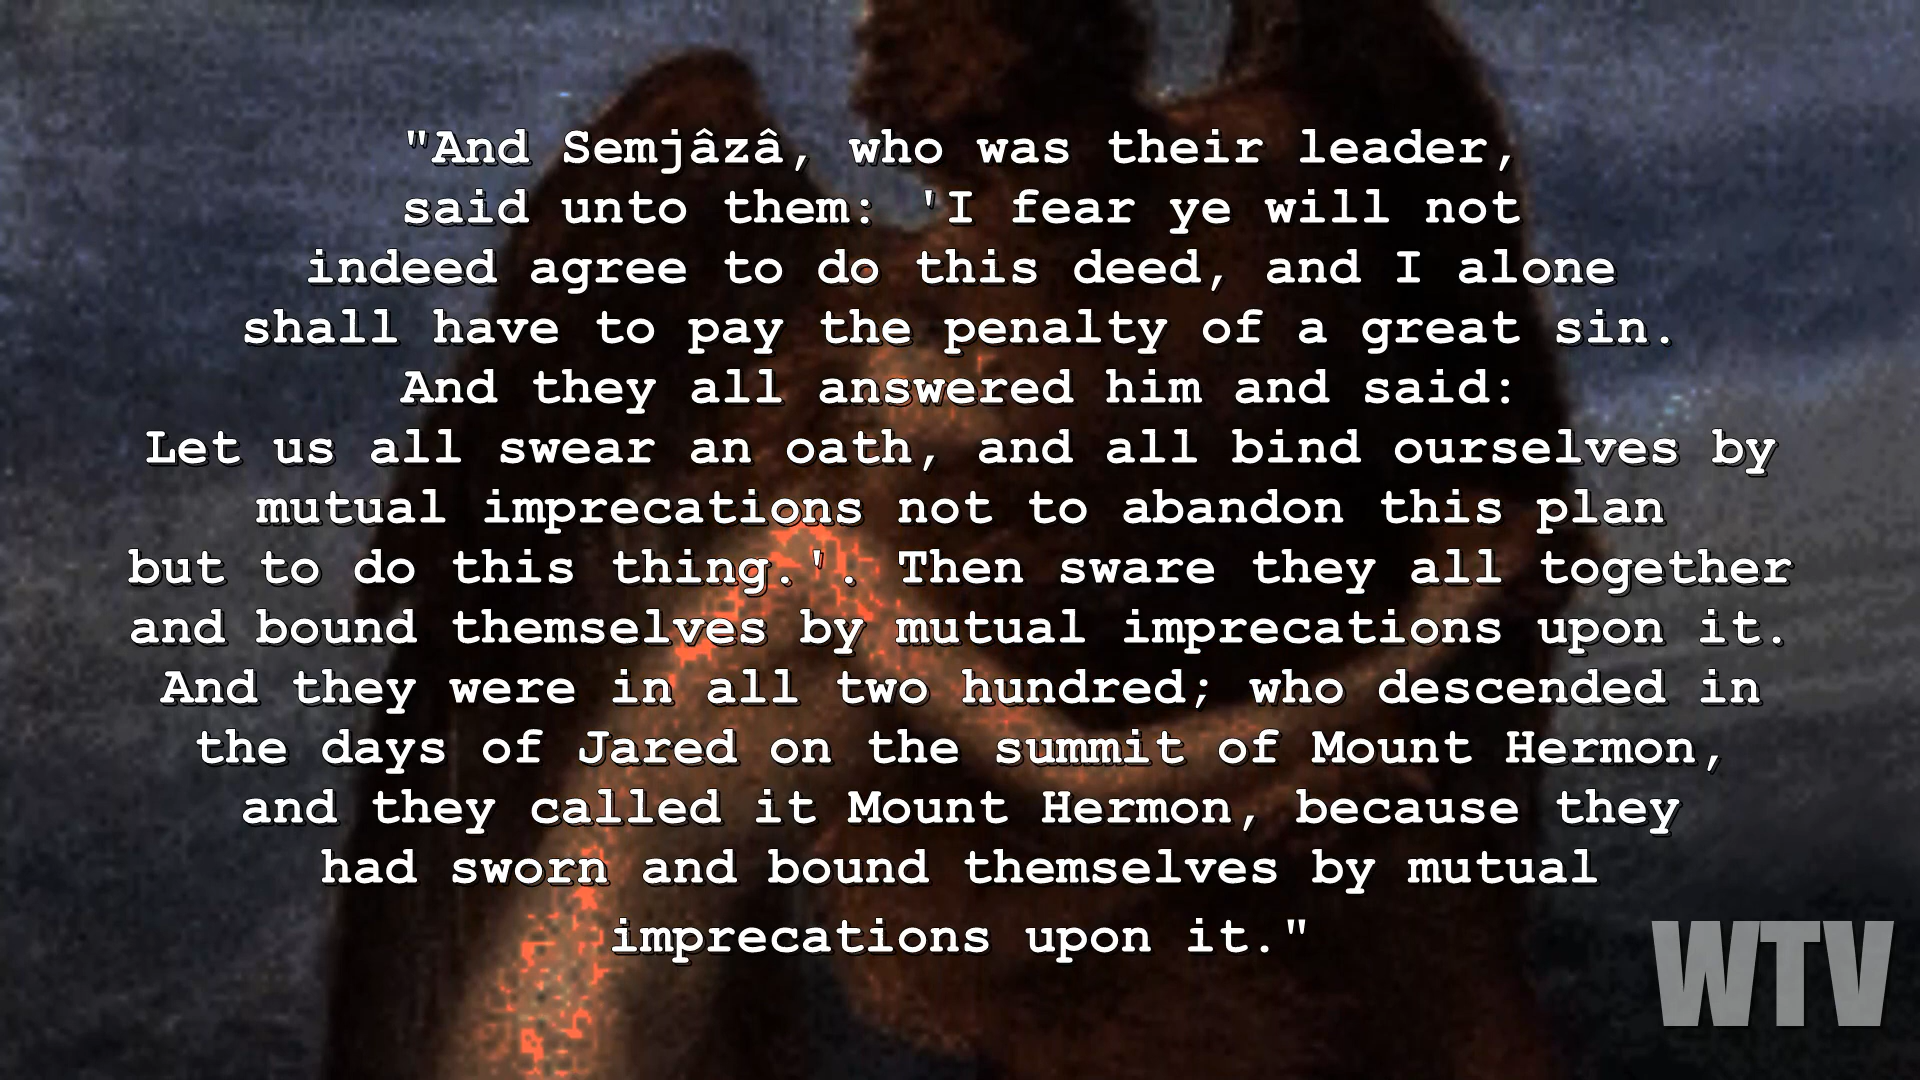 "And Semjâzâ, who was their leader,
said unto them: 'I fear ye will not
indeed agree to do this deed, and I alone
shall have to pay the penalty of a great sin.
And they all answered him and said:
Let us all swear an oath, and all bind ourselves by
mutual imprecations not to abandon this plan
but to do this thing.'. Then sware they all together
and bound themselves by mutual imprecations upon it.
And they were in all two hundred; who descended in
the days of Jared on the summit of Mount Hermon,
and they called it Mount Hermon, because they
had sworn and bound themselves by mutual
imprecations upon it."
WTV